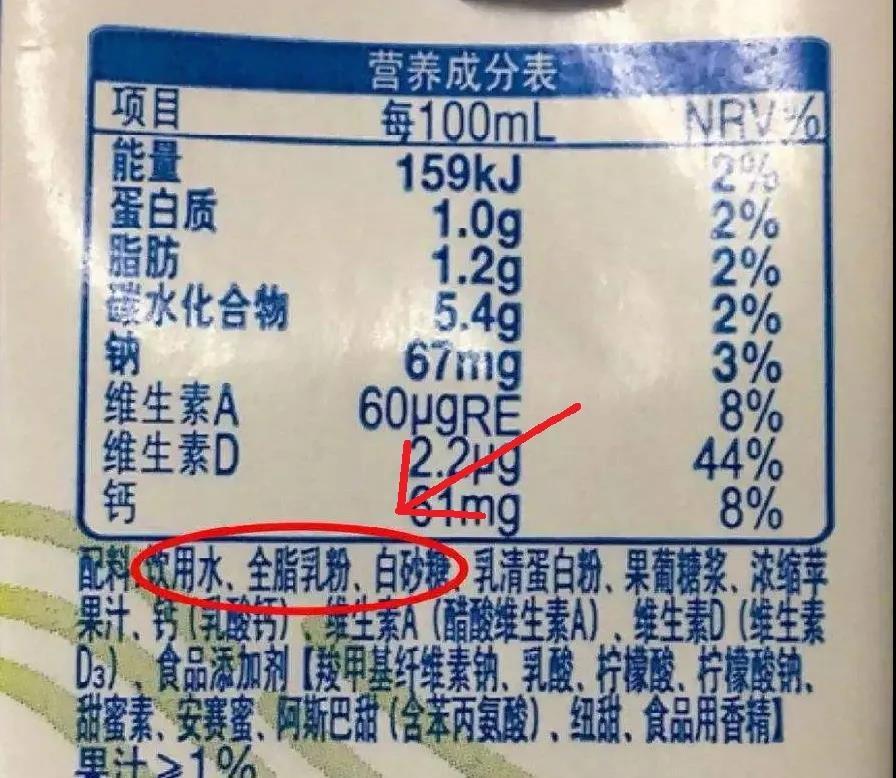 营养成分表
项目 每100mL NRV%
能量 159kJ 2%
蛋白质 1.0g 2%
脂肪 1.2g 2%
碳水化合物 5.4g 2%
钠 67mg 3%
维生素A 60μgRE 8%
维生素D 2.2μg 44%
钙 61mg 8%
配料 饮用水、全脂乳粉、白砂糖、乳清蛋白粉、果葡糖浆、浓缩苹
果汁、钙(乳酸钙)、维生素A(醋酸维生素A)、维生素D(维生素
D3)、食品添加剂【羧甲基纤维素钠、乳酸、柠檬酸、柠檬酸钠、
甜蜜素、安赛蜜、阿斯巴甜(含苯丙氨酸)、纽甜、食品用香精】
果汁≥1%